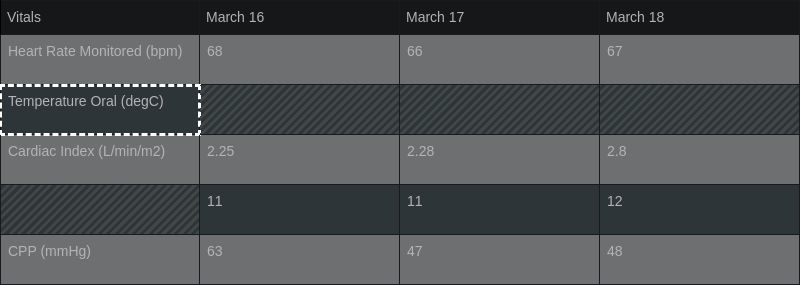 Vitals March 16 March 17 March 18
Heart Rate Monitored (bpm) 68 66 67
Temperature Oral (degC)
Cardiac Index (L/min/m2) 2.25 2.28 2.8
11 11 12
CPP (mmHg) 63 47 48